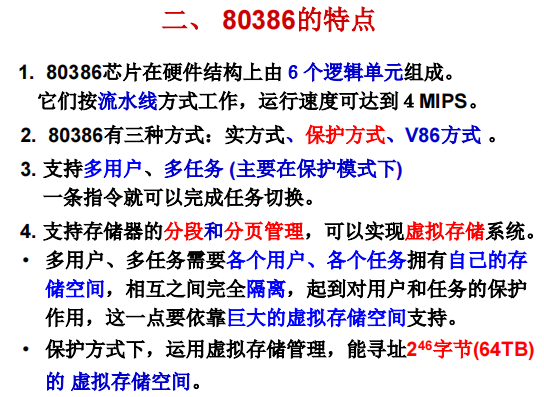 二、 80386的特点
1. 80386芯片在硬件结构上由 6 个逻辑单元组成。
它们按流水线方式工作，运行速度可达到 4 MIPS。
2. 80386有三种方式：实方式、保护方式、V86方式 。
3. 支持多用户、多任务 (主要在保护模式下)
一条指令就可以完成任务切换。
4. 支持存储器的分段和分页管理，可以实现虚拟存储系统。
• 多用户、多任务需要各个用户、各个任务拥有自己的存
储空间，相互之间完全隔离，起到对用户和任务的保护
作用，这一点要依靠巨大的虚拟存储空间支持。
• 保护方式下，运用虚拟存储管理，能寻址2⁴⁶字节(64TB)
的 虚拟存储空间。